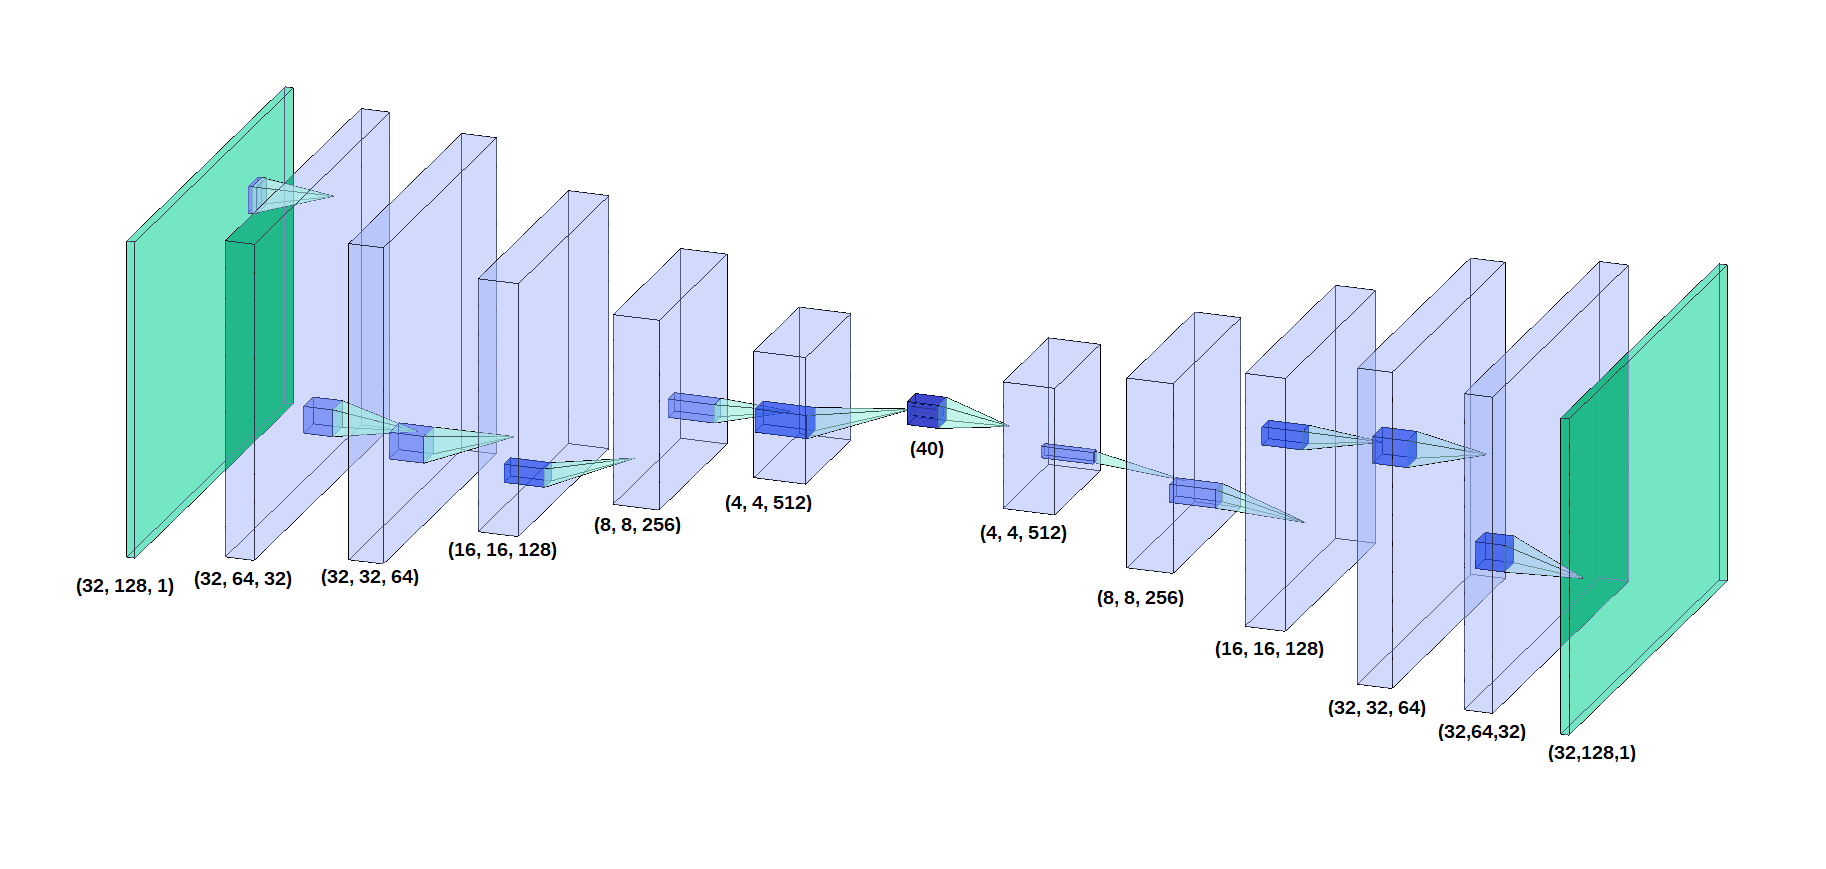 (32, 128, 1)
(32, 64, 32)
(32, 32, 64)
(16, 16, 128)
(8, 8, 256)
(4, 4, 512)
(40)
(4, 4, 512)
(8, 8, 256)
(16, 16, 128)
(32, 32, 64)
(32,64,32)
(32,128,1)